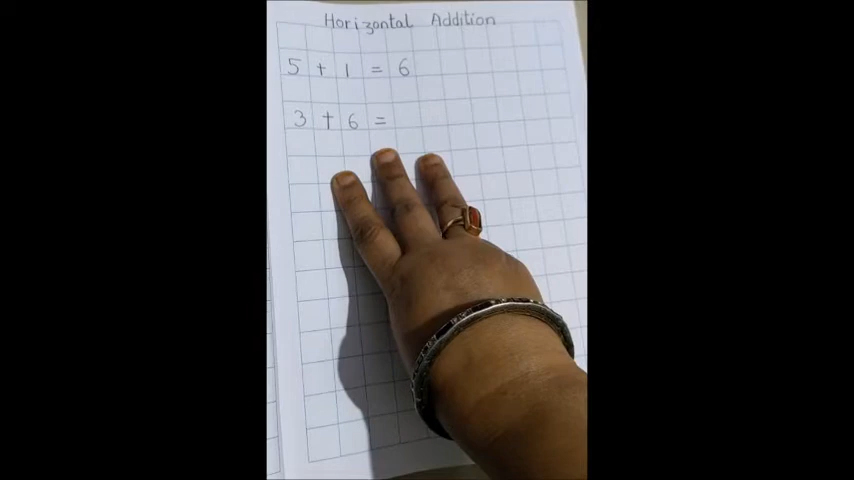 Horizontal Addition
5 + 1 = 6
3 + 6 =